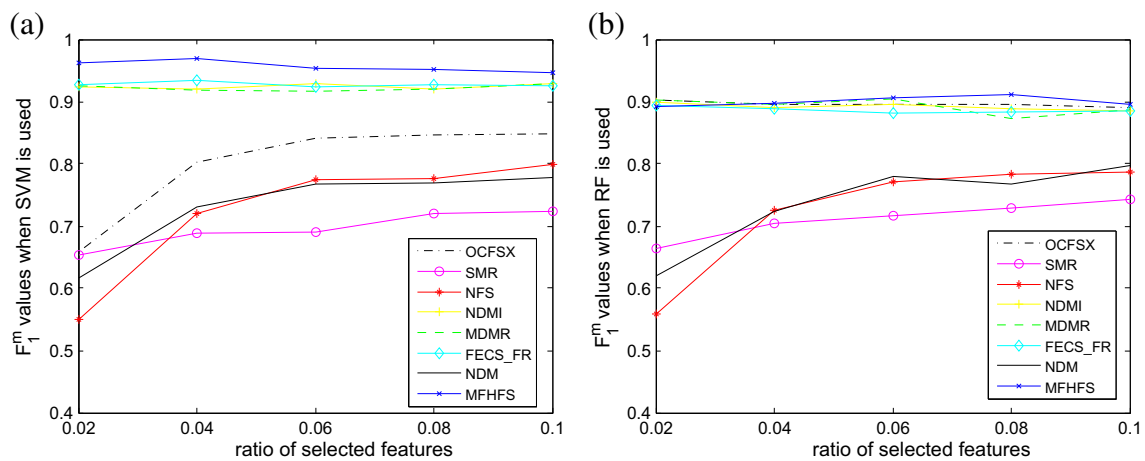 (a)
F₁ᵐ values when SVM is used
1
0.9
0.8
0.7
0.6
0.5
0.4
0.02
0.04
0.06
0.08
0.1
ratio of selected features
OCFSX
SMR
NFS
NDMI
MDMR
FECS_FR
NDM
MFHFS
(b)
F₁ᵐ values when RF is used
1
0.9
0.8
0.7
0.6
0.5
0.4
0.02
0.04
0.06
0.08
0.1
ratio of selected features
OCFSX
SMR
NFS
NDMI
MDMR
FECS_FR
NDM
MFHFS